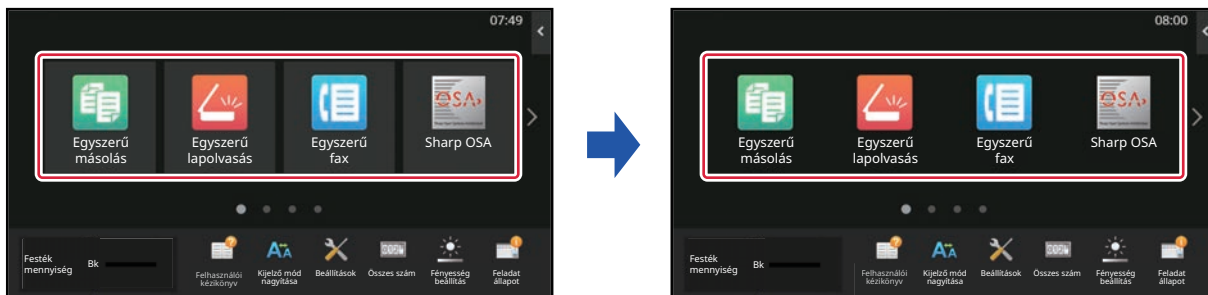 07:49
Egyszerű
másolás
Egyszerű
lapolvasás
Egyszerű
fax
OSA
Sharp OSA
Festék
mennyiség
Bk
Felhasználói
kézikönyv
Kijelző mód
nagyítása
Beállítások
Összes szám
Fényesség
beállítás
Feladat
állapot
08:00
Egyszerű
másolás
Egyszerű
lapolvasás
Egyszerű
fax
OSA
Sharp OSA
Festék
mennyiség
Bk
Felhasználói
kézikönyv
Kijelző mód
nagyítása
Beállítások
Összes szám
Fényesség
beállítás
Feladat
állapot